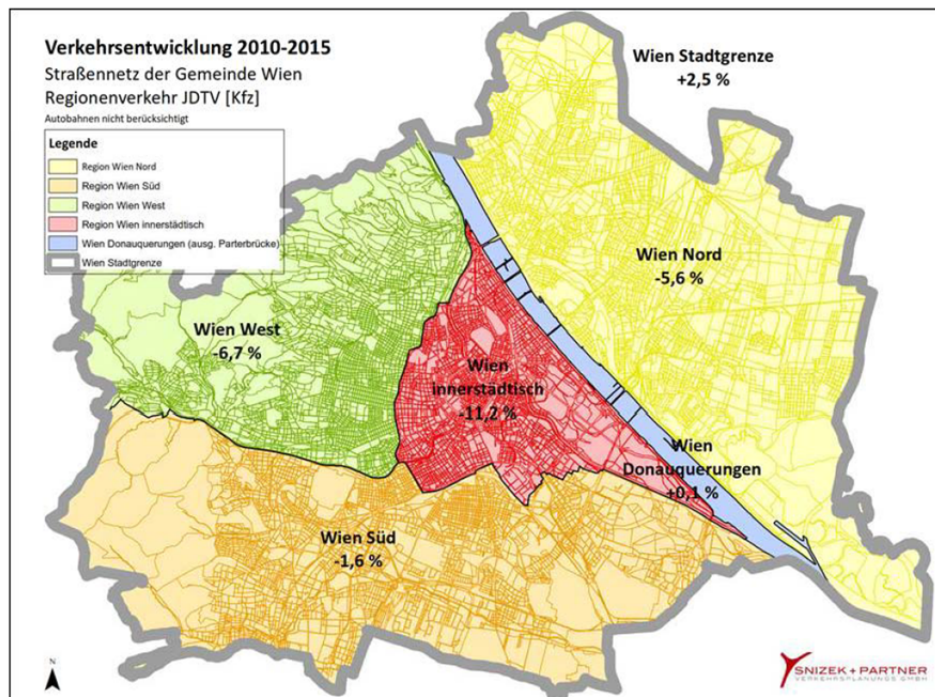 Verkehrsentwicklung 2010-2015
Straßennetz der Gemeinde Wien
Regionenverkehr JDTV [Kfz]
Autobahnen nicht berücksichtigt
Legende
Region Wien Nord
Region Wien Süd
Region Wien West
Region Wien innerstädtisch
Wien Donauquerungen (ausg. Parterbrücke)
Wien Stadtgrenze
Wien Stadtgrenze
+2,5 %
Wien Nord
-5,6 %
Wien West
-6,7 %
Wien
innerstädtisch
-11,2 %
Wien
Donauquerungen
+0,1 %
Wien Süd
-1,6 %
N
SNIZEK + PARTNER
VERKEHRSPLANUNGS GMBH